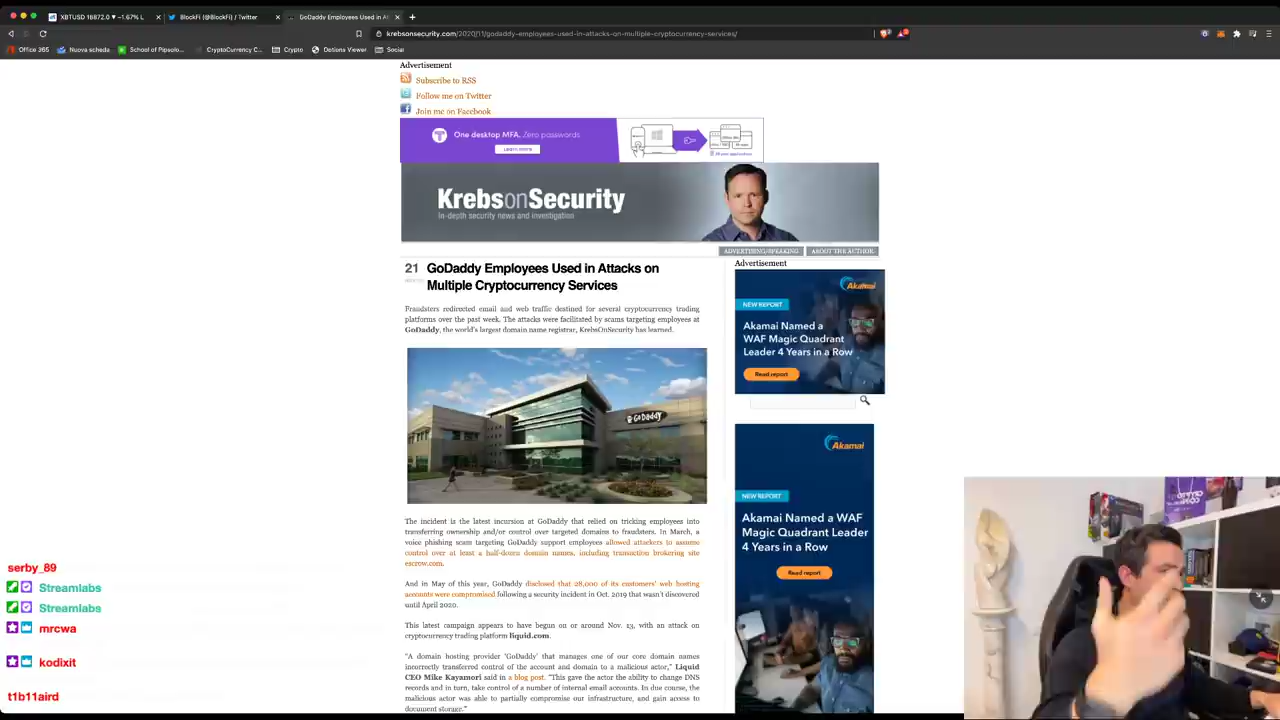 XBTUSD 18872.0 ▼ −1.67% L
BlockFi (@BlockFi) / Twitter
GoDaddy Employees Used in At
krebsonsecurity.com/2020/11/godaddy-employees-used-in-attacks-on-multiple-cryptocurrency-services/
Office 365
Nuova scheda
School of Pipsolo...
CryptoCurrency C...
Crypto
Options Viewer
Social
Advertisement
Subscribe to RSS
Follow me on Twitter
Join me on Facebook
One desktop MFA, Zero passwords
LEARN MORE
KrebsonSecurity
In-depth security news and investigation
ADVERTISING/SPEAKING
ABOUT THE AUTHOR
21 GoDaddy Employees Used in Attacks on
Multiple Cryptocurrency Services
Fraudsters redirected email and web traffic destined for several cryptocurrency trading
platforms over the past week. The attacks were facilitated by scams targeting employees at
GoDaddy, the world's largest domain name registrar, KrebsOnSecurity has learned.
GoDaddy
The incident is the latest incursion at GoDaddy that relied on tricking employees into
transferring ownership and/or control over targeted domains to fraudsters. In March, a
voice phishing scam targeting GoDaddy support employees allowed attackers to assume
control over at least a half-dozen domain names, including transaction brokering site
escrow.com.
And in May of this year, GoDaddy disclosed that 28,000 of its customers' web hosting
accounts were compromised following a security incident in Oct. 2019 that wasn't discovered
until April 2020.
This latest campaign appears to have begun on or around Nov. 13, with an attack on
cryptocurrency trading platform liquid.com.
"A domain hosting provider 'GoDaddy' that manages one of our core domain names
incorrectly transferred control of the account and domain to a malicious actor," Liquid
CEO Mike Kayamori said in a blog post. "This gave the actor the ability to change DNS
records and in turn, take control of a number of internal email accounts. In due course, the
malicious actor was able to partially compromise our infrastructure, and gain access to
document storage."
Advertisement
Akamai
NEW REPORT
Akamai Named a
WAF Magic Quadrant
Leader 4 Years in a Row
Read report
Akamai
NEW REPORT
Akamai Named a WAF
Magic Quadrant Leader
4 Years in a Row
Read report
serby_89
Streamlabs
Streamlabs
mrcwa
kodixit
t1b11aird